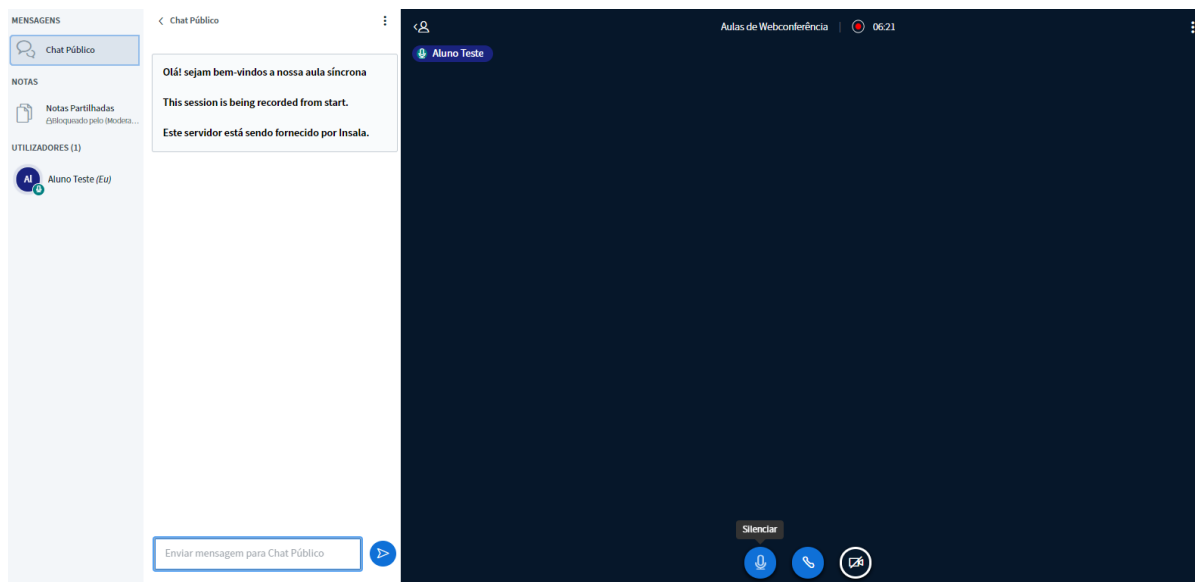 MENSAGENS
Chat Público
NOTAS
Notas Partilhadas
Bloqueado pelo (Modera...
UTILIZADORES (1)
Al
Aluno Teste (Eu)
Chat Público
Olá! sejam bem-vindos a nossa aula síncrona
This session is being recorded from start.
Este servidor está sendo fornecido por Insala.
Enviar mensagem para Chat Público
Aulas de Webconferência
06:21
Aluno Teste
Silenciar